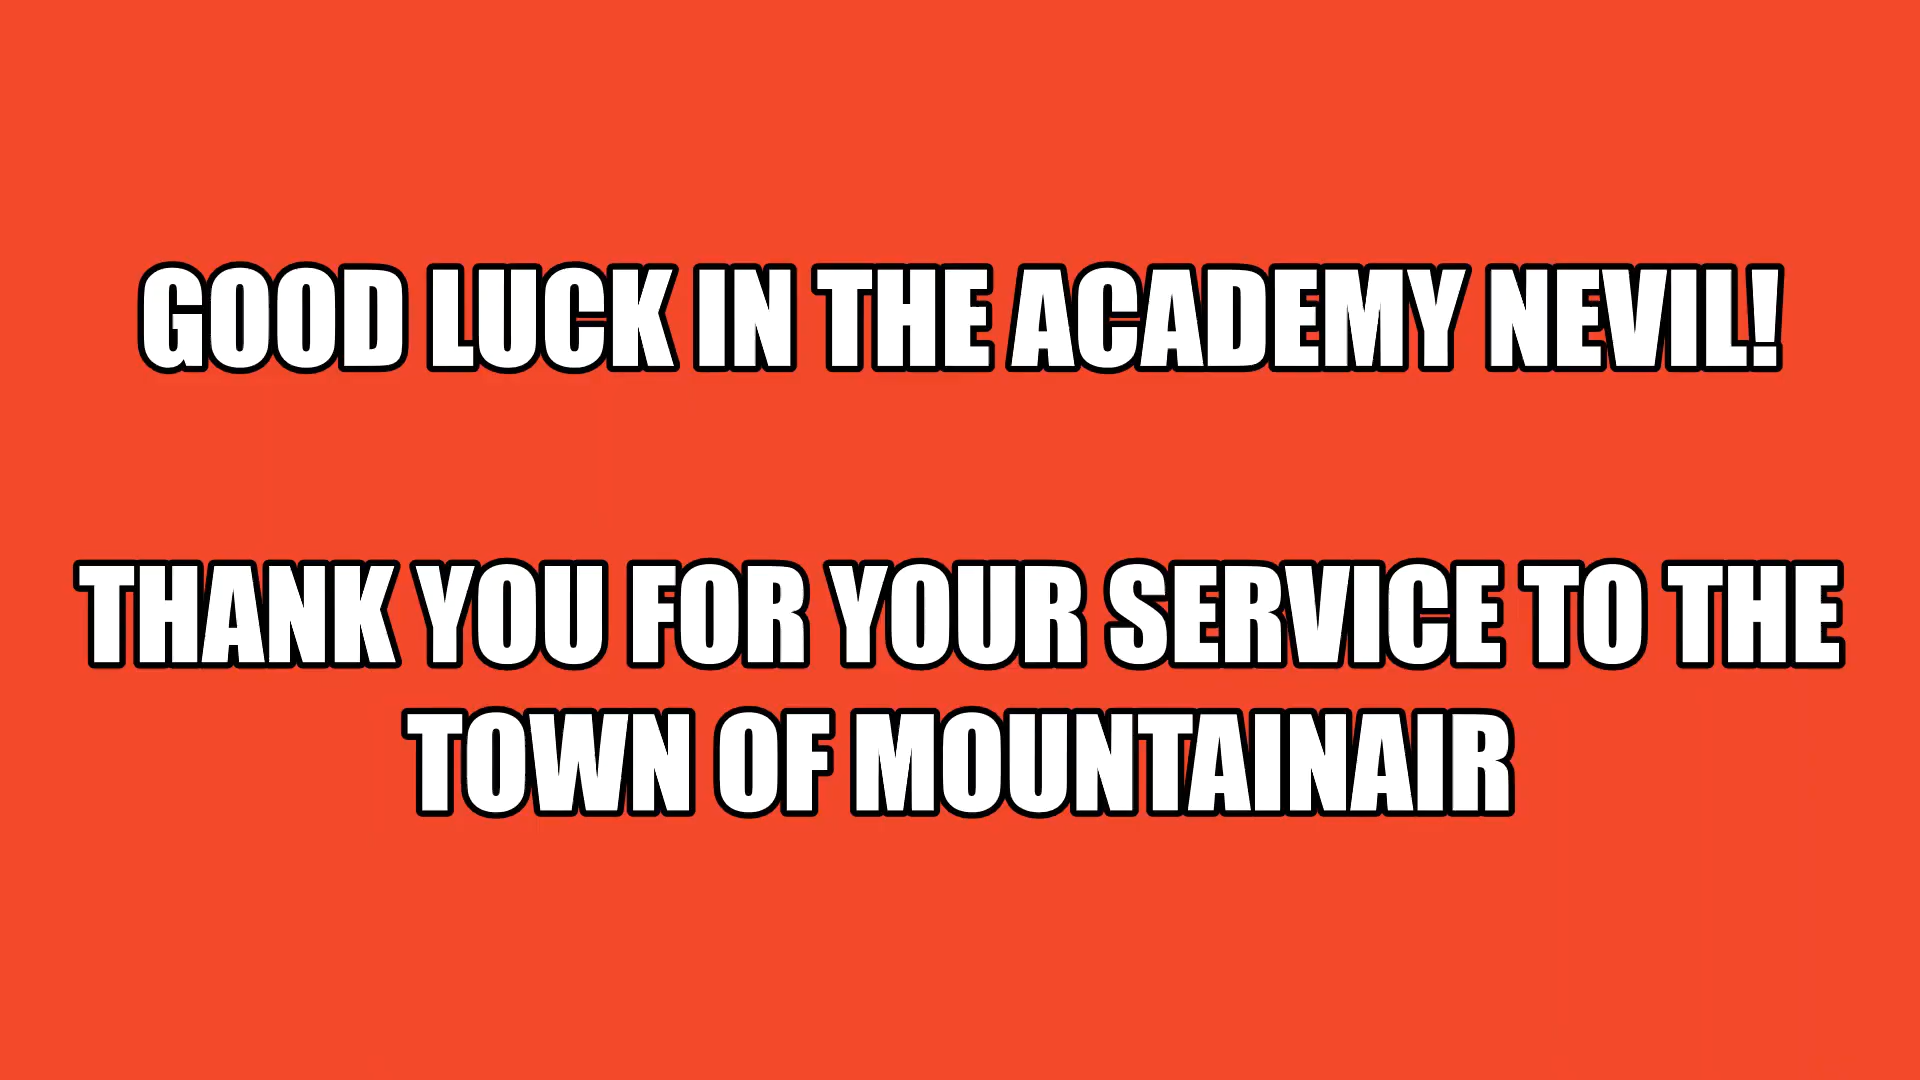 GOOD LUCK IN THE ACADEMY NEVIL!
THANK YOU FOR YOUR SERVICE TO THE
TOWN OF MOUNTAINAIR